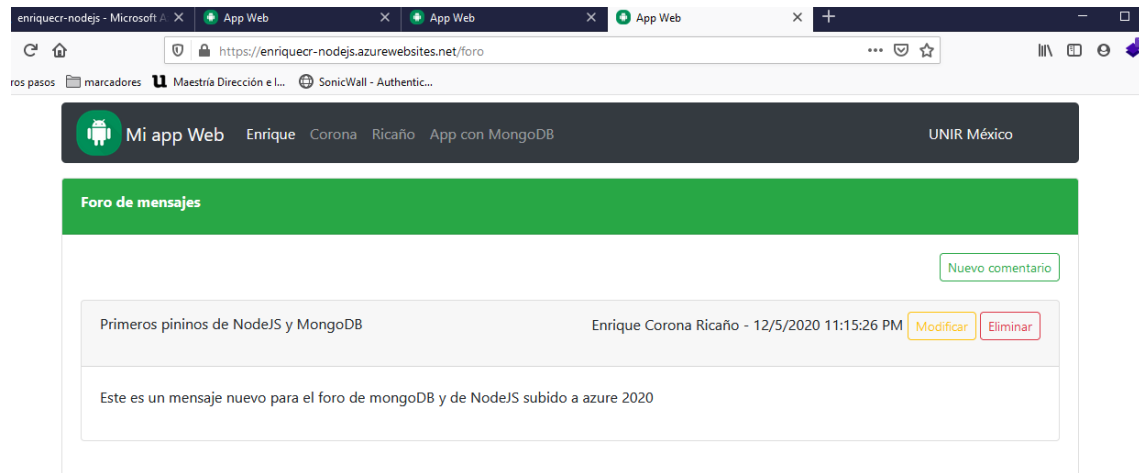 enriquecr-nodejs - Microsoft A
App Web
App Web
App Web
https://enriquecr-nodejs.azurewebsites.net/foro
ros pasos marcadores Maestría Dirección e I... SonicWall - Authentic...
Mi app Web Enrique Corona Ricaño App con MongoDB UNIR México
Foro de mensajes
Nuevo comentario
Primeros pininos de NodeJS y MongoDB Enrique Corona Ricaño - 12/5/2020 11:15:26 PM Modificar Eliminar
Este es un mensaje nuevo para el foro de mongoDB y de NodeJS subido a azure 2020